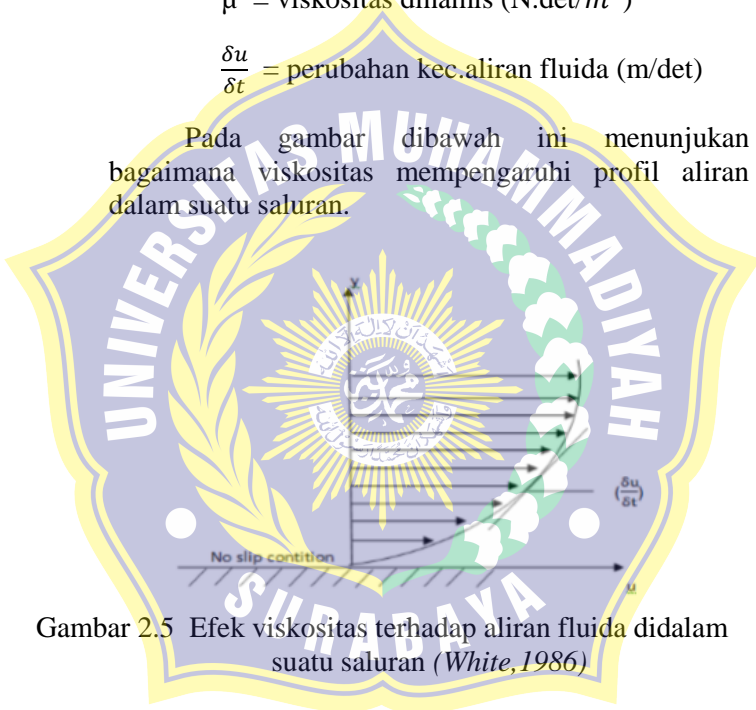 μ = viskositas dinamis (N.det/m )
δu/δt = perubahan kec.aliran fluida (m/det)
Pada gambar dibawah ini menunjukan
bagaimana viskositas mempengaruhi profil aliran
dalam suatu saluran.
UNIVERSITAS MUHAMMADIYAH
SURABAYA
y
(δu/δt)
No slip contition
u
Gambar 2.5 Efek viskositas terhadap aliran fluida didalam
suatu saluran (White,1986)